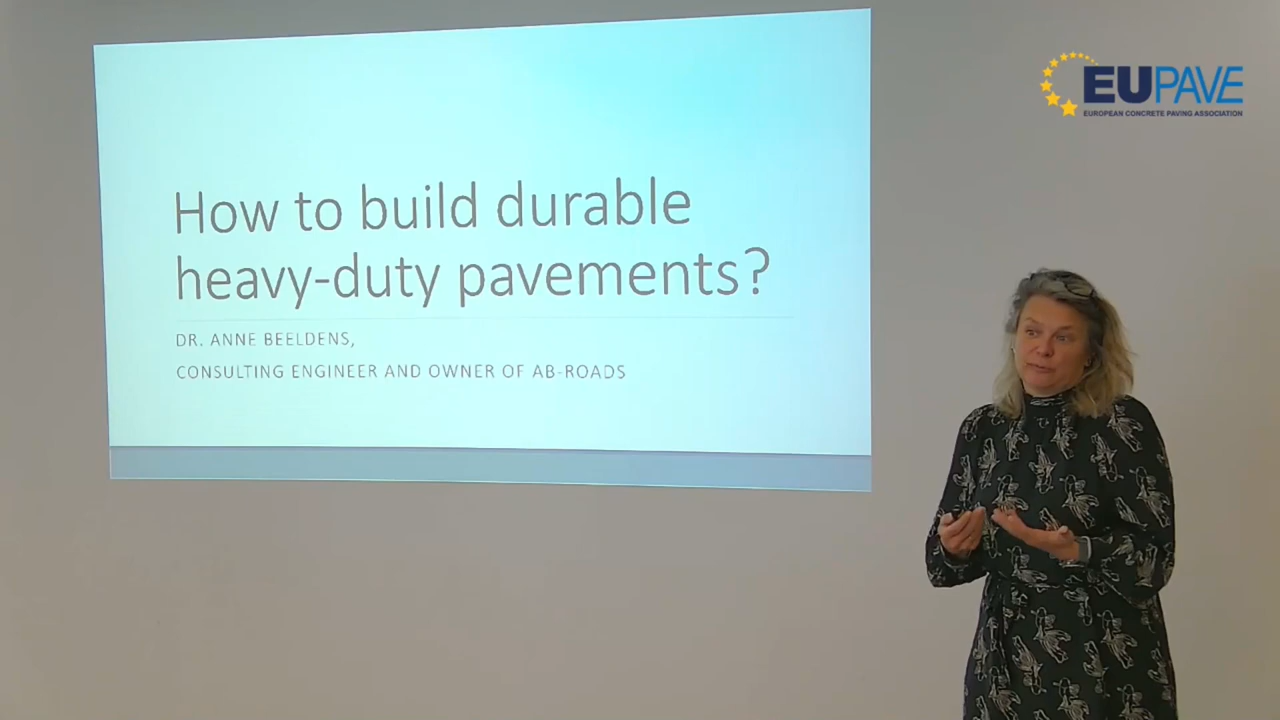 EUPAVE
EUROPEAN CONCRETE PAVING ASSOCIATION
How to build durable
heavy-duty pavements?
DR. ANNE BEELDENS,
CONSULTING ENGINEER AND OWNER OF AB-ROADS